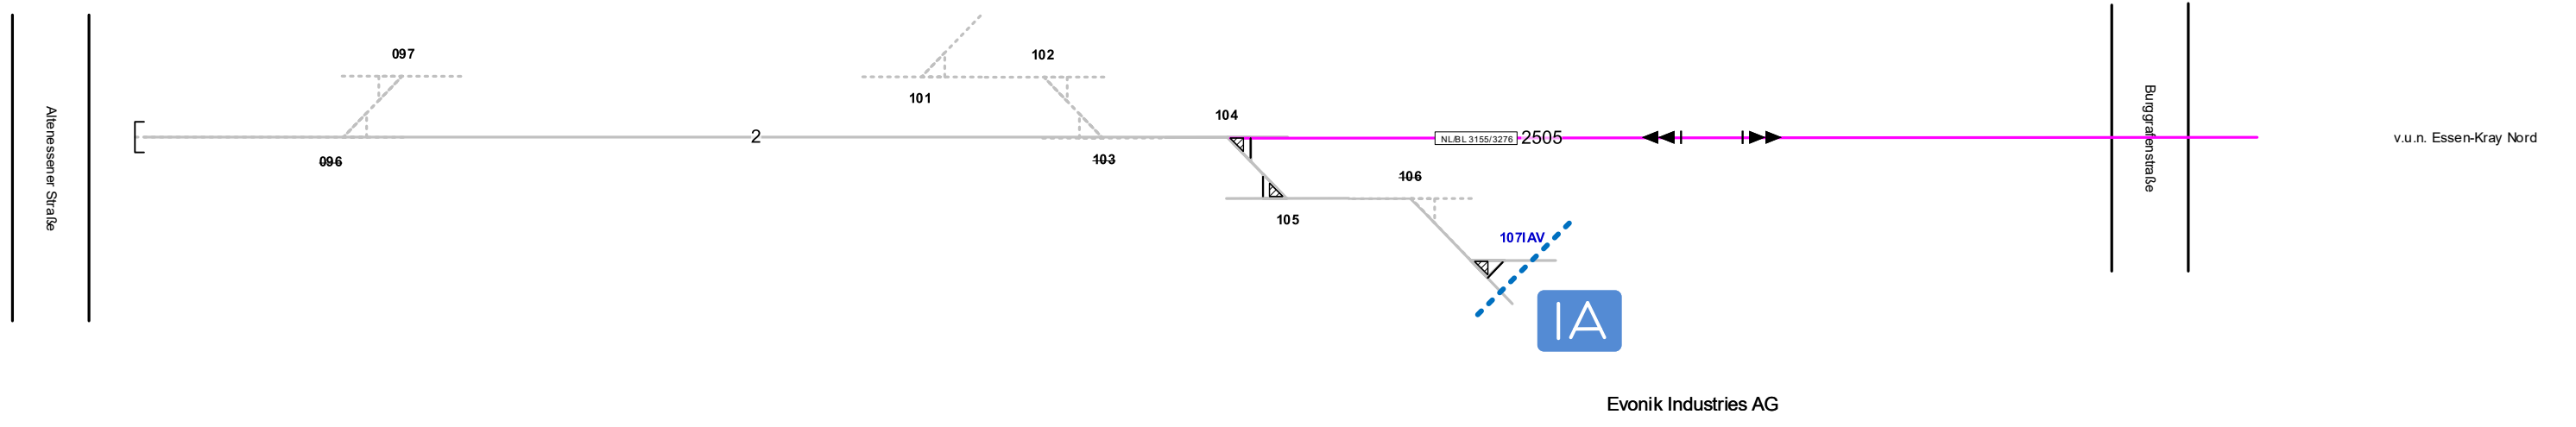 097
102
101
104
Altenessener Straße
2
NL/BL 3155/3276
2505
Burggrafenstraße
v.u.n. Essen-Kray Nord
096
103
106
105
107IAV
IA
Evonik Industries AG